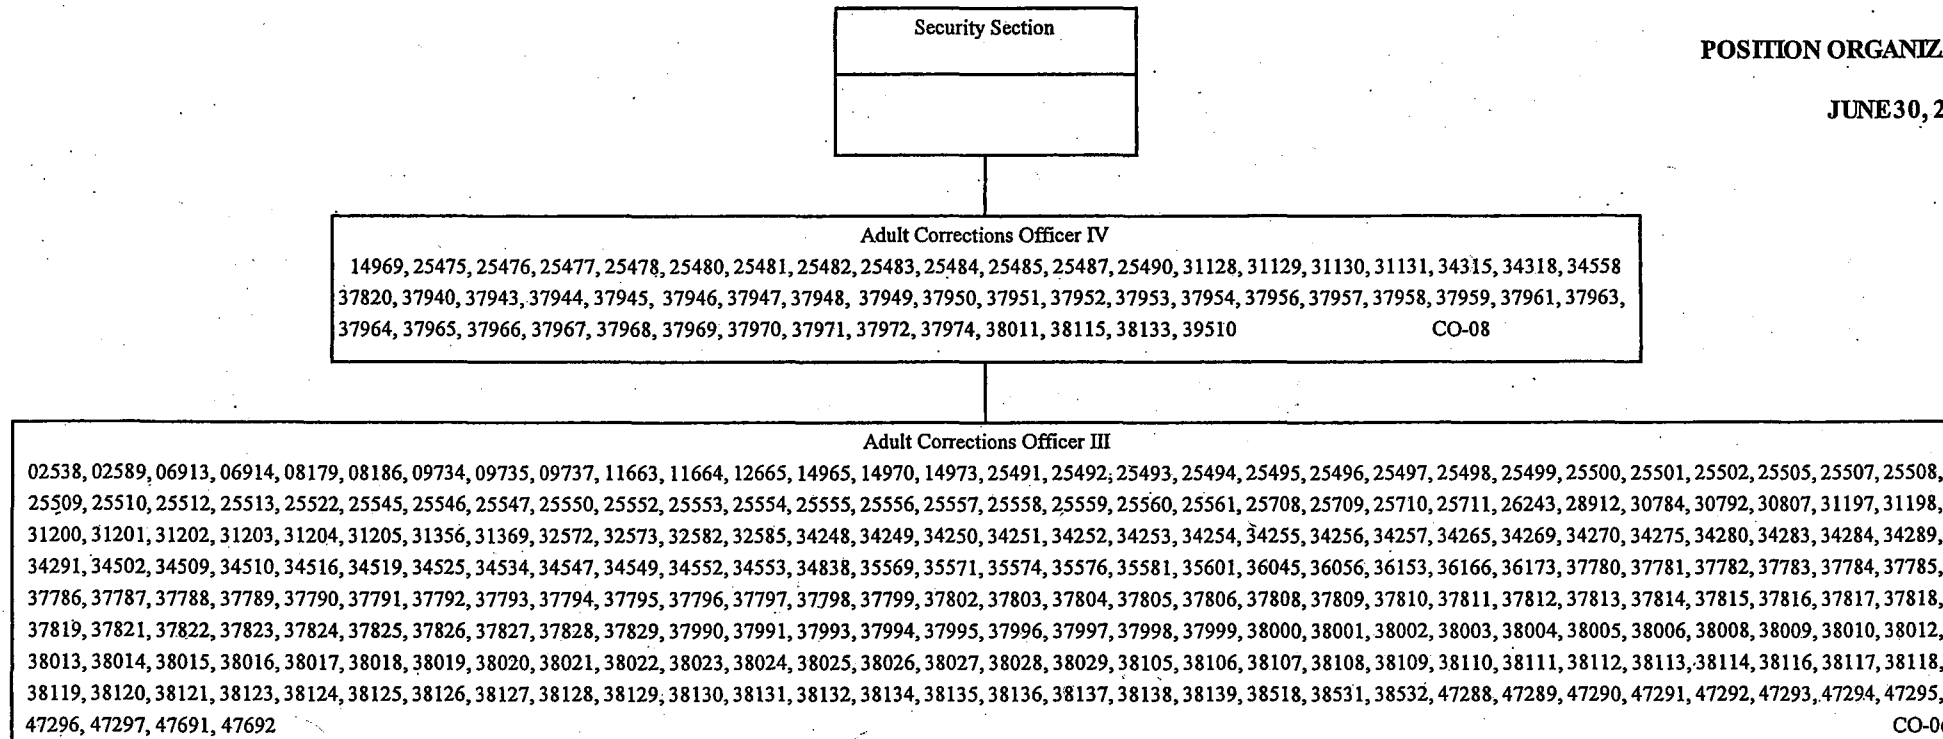 Security Section
POSITION ORGANIZ
JUNE 30, 2
Adult Corrections Officer IV
14969, 25475, 25476, 25477, 25478, 25480, 25481, 25482, 25483, 25484, 25485, 25487, 25490, 31128, 31129, 31130, 31131, 34315, 34318, 34558
37820, 37940, 37943, 37944, 37945, 37946, 37947, 37948, 37949, 37950, 37951, 37952, 37953, 37954, 37956, 37957, 37958, 37959, 37961, 37963,
37964, 37965, 37966, 37967, 37968, 37969, 37970, 37971, 37972, 37974, 38011, 38115, 38133, 39510 CO-08
Adult Corrections Officer III
02538, 02589, 06913, 06914, 08179, 08186, 09734, 09735, 09737, 11663, 11664, 12665, 14965, 14970, 14973, 25491, 25492, 25493, 25494, 25495, 25496, 25497, 25498, 25499, 25500, 25501, 25502, 25505, 25507, 25508,
25509, 25510, 25512, 25513, 25522, 25545, 25546, 25547, 25550, 25552, 25553, 25554, 25555, 25556, 25557, 25558, 25559, 25560, 25561, 25708, 25709, 25710, 25711, 26243, 28912, 30784, 30792, 30807, 31197, 31198,
31200, 31201, 31202, 31203, 31204, 31205, 31356, 31369, 32572, 32573, 32582, 32585, 34248, 34249, 34250, 34251, 34252, 34253, 34254, 34255, 34256, 34257, 34265, 34269, 34270, 34275, 34280, 34283, 34284, 34289,
34291, 34502, 34509, 34510, 34516, 34519, 34525, 34534, 34547, 34549, 34552, 34553, 34838, 35569, 35571, 35574, 35576, 35581, 35601, 36045, 36056, 36153, 36166, 36173, 37780, 37781, 37782, 37783, 37784, 37785,
37786, 37787, 37788, 37789, 37790, 37791, 37792, 37793, 37794, 37795, 37796, 37797, 37798, 37799, 37802, 37803, 37804, 37805, 37806, 37808, 37809, 37810, 37811, 37812, 37813, 37814, 37815, 37816, 37817, 37818,
37819, 37821, 37822, 37823, 37824, 37825, 37826, 37827, 37828, 37829, 37990, 37991, 37993, 37994, 37995, 37996, 37997, 37998, 37999, 38000, 38001, 38002, 38003, 38004, 38005, 38006, 38008, 38009, 38010, 38012,
38013, 38014, 38015, 38016, 38017, 38018, 38019, 38020, 38021, 38022, 38023, 38024, 38025, 38026, 38027, 38028, 38029, 38105, 38106, 38107, 38108, 38109, 38110, 38111, 38112, 38113, 38114, 38116, 38117, 38118,
38119, 38120, 38121, 38123, 38124, 38125, 38126, 38127, 38128, 38129, 38130, 38131, 38132, 38134, 38135, 38136, 38137, 38138, 38139, 38518, 38531, 38532, 47288, 47289, 47290, 47291, 47292, 47293, 47294, 47295,
47296, 47297, 47691, 47692 CO-06